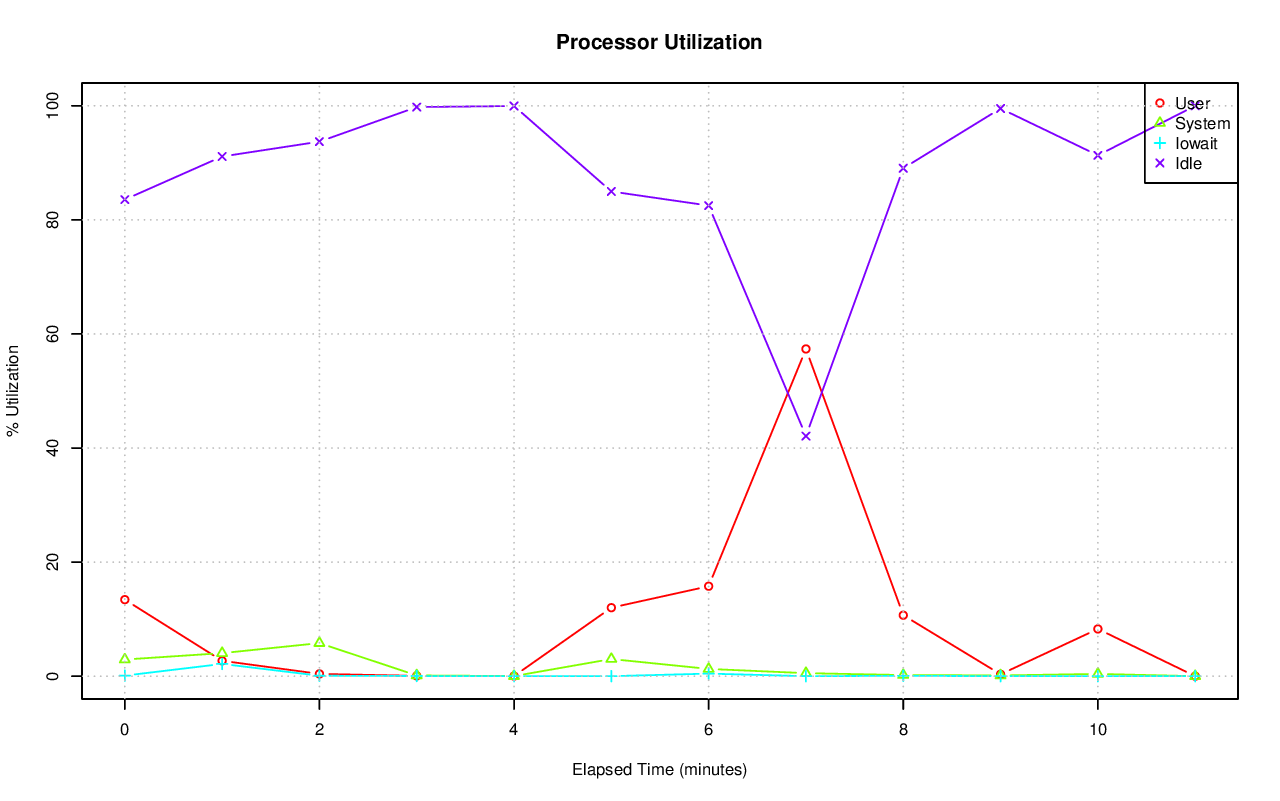 Processor Utilization
% Utilization
100
80
60
40
20
0
User
System
Iowait
Idle
0 2 4 6 8 10
Elapsed Time (minutes)